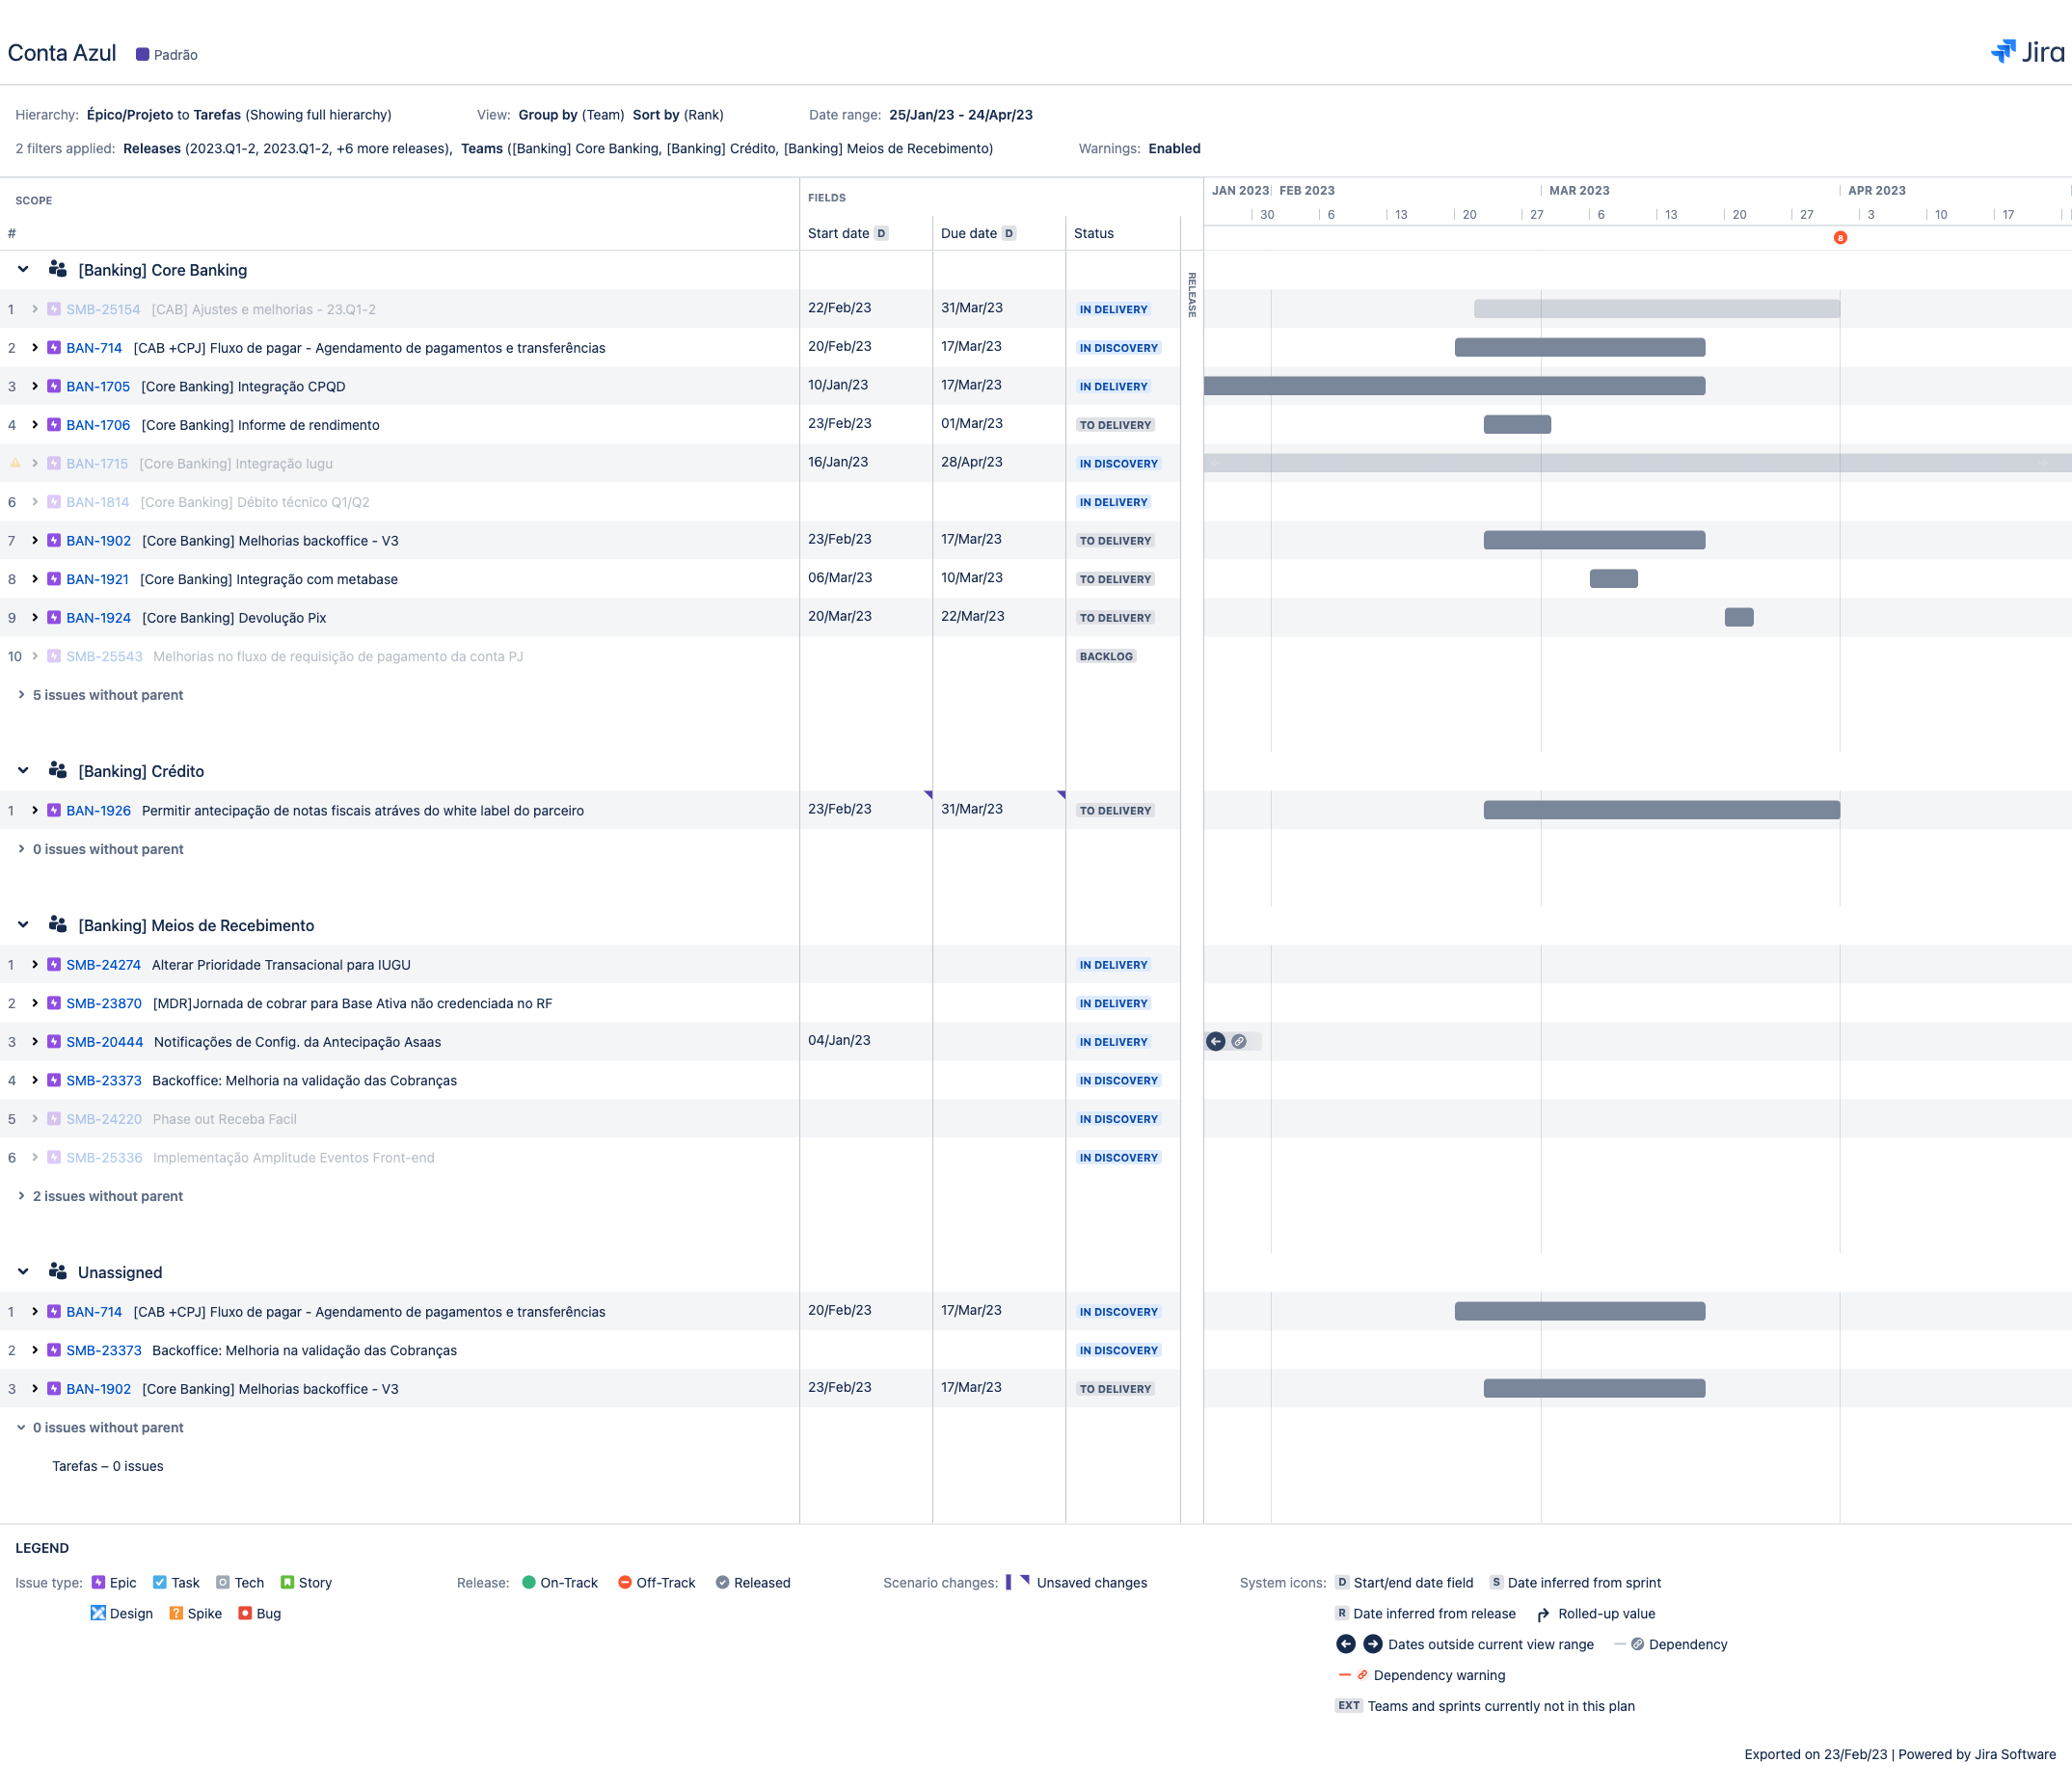 Conta Azul Padrão Jira
Hierarchy: Épico/Projeto to Tarefas (Showing full hierarchy) View: Group by (Team) Sort by (Rank) Date range: 25/Jan/23 - 24/Apr/23
2 filters applied: Releases (2023.Q1-2, 2023.Q1-2, +6 more releases), Teams ([Banking] Core Banking, [Banking] Crédito, [Banking] Meios de Recebimento) Warnings: Enabled
SCOPE FIELDS JAN 2023 FEB 2023 MAR 2023 APR 2023
30 6 13 20 27 6 13 20 27 3 10 17
# Start date D Due date D Status 8
RELEASE
[Banking] Core Banking
1 SMB-25154 [CAB] Ajustes e melhorias - 23.Q1-2 22/Feb/23 31/Mar/23 IN DELIVERY
2 BAN-714 [CAB +CPJ] Fluxo de pagar - Agendamento de pagamentos e transferências 20/Feb/23 17/Mar/23 IN DISCOVERY
3 BAN-1705 [Core Banking] Integração CPQD 10/Jan/23 17/Mar/23 IN DELIVERY
4 BAN-1706 [Core Banking] Informe de rendimento 23/Feb/23 01/Mar/23 TO DELIVERY
BAN-1715 [Core Banking] Integração Iugu 16/Jan/23 28/Apr/23 IN DISCOVERY
6 BAN-1814 [Core Banking] Débito técnico Q1/Q2 IN DELIVERY
7 BAN-1902 [Core Banking] Melhorias backoffice - V3 23/Feb/23 17/Mar/23 TO DELIVERY
8 BAN-1921 [Core Banking] Integração com metabase 06/Mar/23 10/Mar/23 TO DELIVERY
9 BAN-1924 [Core Banking] Devolução Pix 20/Mar/23 22/Mar/23 TO DELIVERY
10 SMB-25543 Melhorias no fluxo de requisição de pagamento da conta PJ BACKLOG
5 issues without parent
[Banking] Crédito
1 BAN-1926 Permitir antecipação de notas fiscais atráves do white label do parceiro 23/Feb/23 31/Mar/23 TO DELIVERY
0 issues without parent
[Banking] Meios de Recebimento
1 SMB-24274 Alterar Prioridade Transacional para IUGU IN DELIVERY
2 SMB-23870 [MDR]Jornada de cobrar para Base Ativa não credenciada no RF IN DELIVERY
3 SMB-20444 Notificações de Config. da Antecipação Asaas 04/Jan/23 IN DELIVERY
4 SMB-23373 Backoffice: Melhoria na validação das Cobranças IN DISCOVERY
5 SMB-24220 Phase out Receba Facil IN DISCOVERY
6 SMB-25336 Implementação Amplitude Eventos Front-end IN DISCOVERY
2 issues without parent
Unassigned
1 BAN-714 [CAB +CPJ] Fluxo de pagar - Agendamento de pagamentos e transferências 20/Feb/23 17/Mar/23 IN DISCOVERY
2 SMB-23373 Backoffice: Melhoria na validação das Cobranças IN DISCOVERY
3 BAN-1902 [Core Banking] Melhorias backoffice - V3 23/Feb/23 17/Mar/23 TO DELIVERY
0 issues without parent
Tarefas – 0 issues
LEGEND
Issue type: Epic Task Tech Story Release: On-Track Off-Track Released Scenario changes: Unsaved changes System icons: D Start/end date field S Date inferred from sprint
Design Spike Bug R Date inferred from release Rolled-up value
Dates outside current view range Dependency
Dependency warning
EXT Teams and sprints currently not in this plan
Exported on 23/Feb/23 | Powered by Jira Software